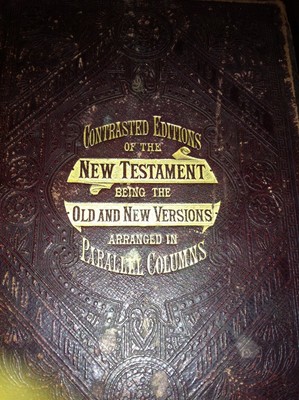 CONTRASTED EDITIONS
OF THE
NEW TESTAMENT
BEING THE
OLD AND NEW VERSIONS
ARRANGED IN
PARALLEL COLUMNS